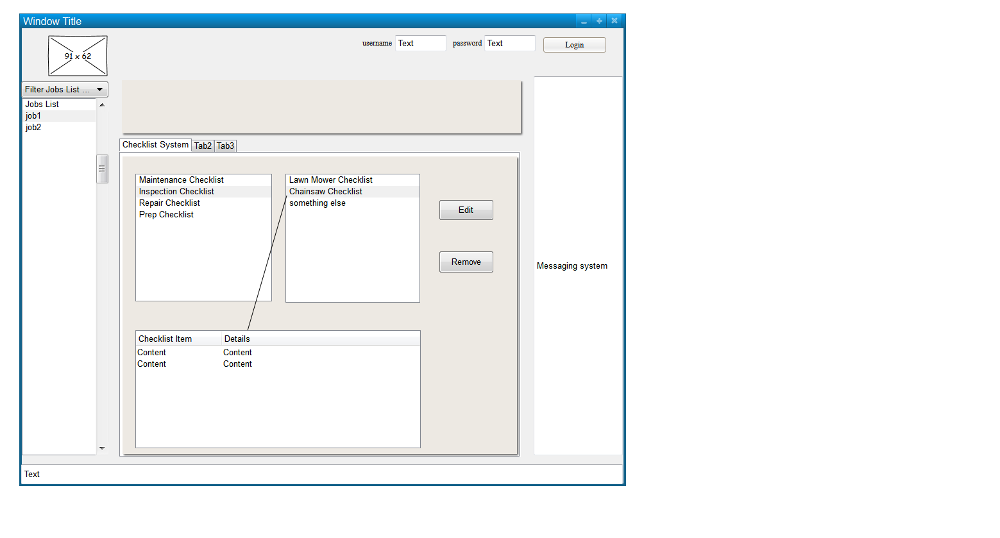 Window Title
91 x 62
username Text password Text Login
Filter Jobs List ...
Jobs List
job1
job2
Checklist System Tab2 Tab3
Maintenance Checklist
Inspection Checklist
Repair Checklist
Prep Checklist
Lawn Mower Checklist
Chainsaw Checklist
something else
Edit
Remove
Checklist Item Details
Content Content
Content Content
Messaging system
Text